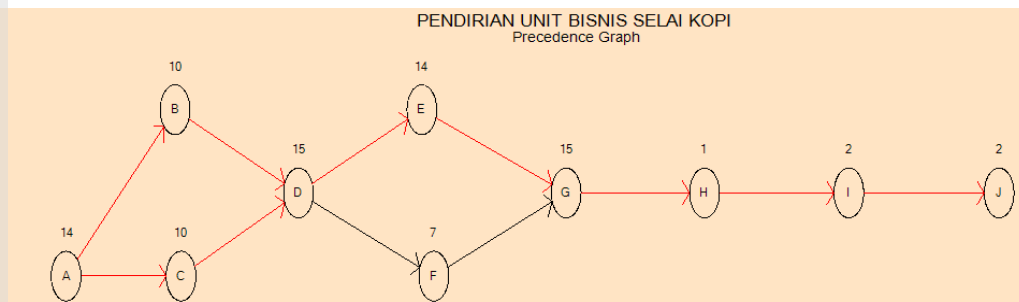 PENDIRIAN UNIT BISNIS SELAI KOPI
Precedence Graph
10
14
B
E
15
15
1
2
2
D
G
H
I
J
14
10
7
A
C
F